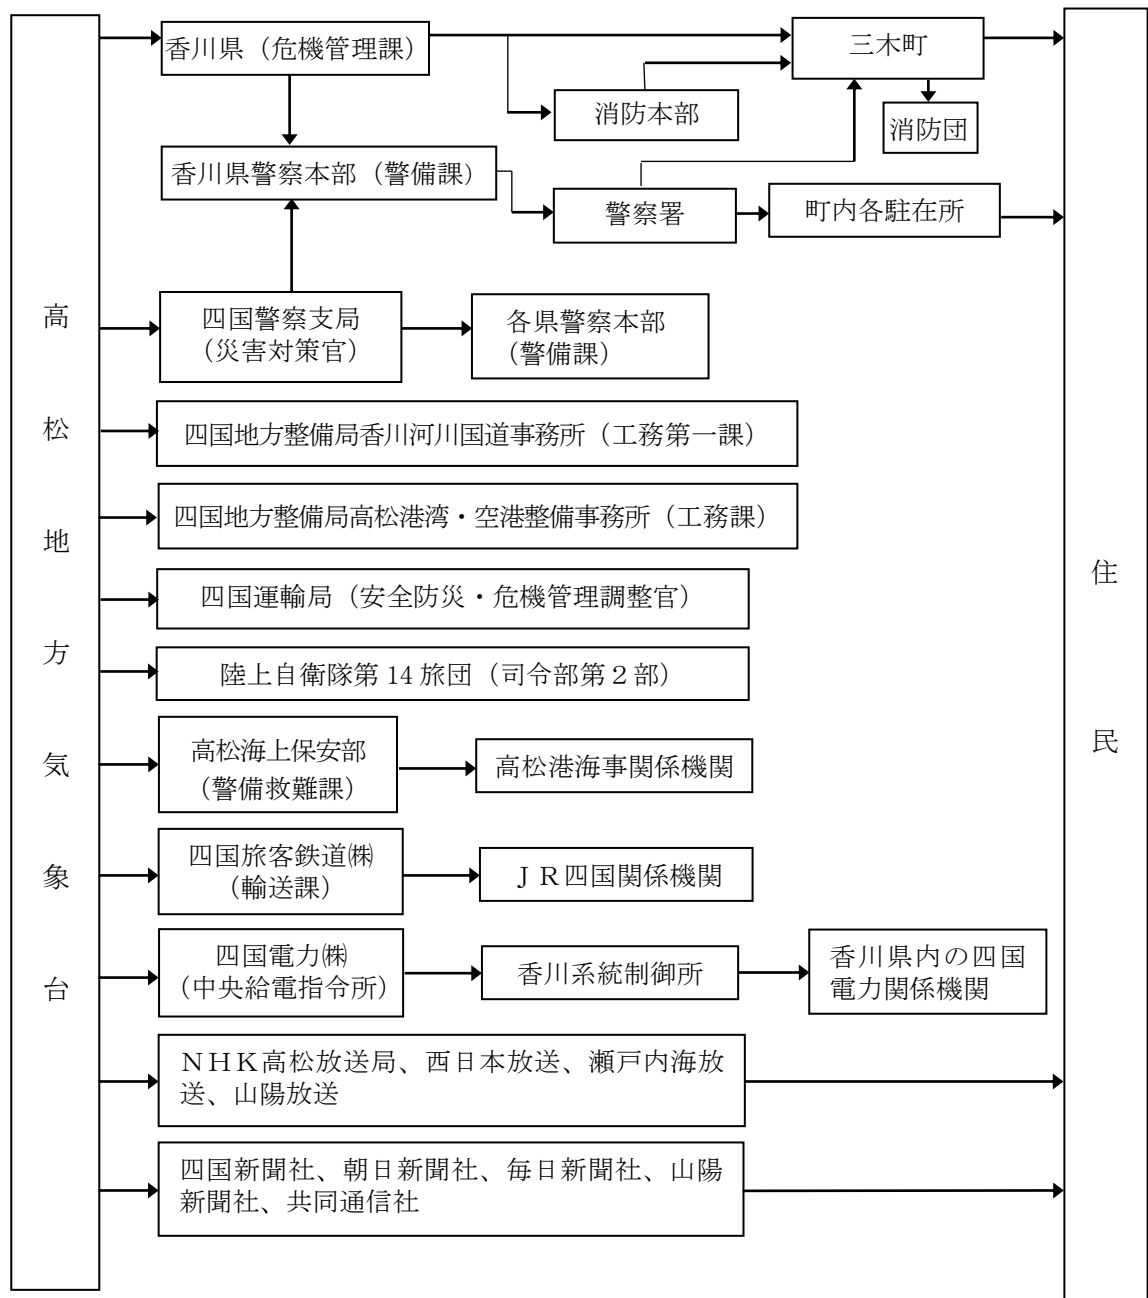 高松地方気象台
香川県（危機管理課）
三木町
消防本部
消防団
香川県警察本部（警備課）
警察署
町内各駐在所
四国警察支局
（災害対策官）
各県警察本部
（警備課）
四国地方整備局香川河川国道事務所（工務第一課）
四国地方整備局高松港湾・空港整備事務所（工務課）
四国運輸局（安全防災・危機管理調整官）
陸上自衛隊第14旅団（司令部第２部）
高松海上保安部
（警備救難課）
高松港海事関係機関
四国旅客鉄道㈱
（輸送課）
ＪＲ四国関係機関
四国電力㈱
（中央給電指令所）
香川系統制御所
香川県内の四国
電力関係機関
ＮＨＫ高松放送局、西日本放送、瀬戸内海放
送、山陽放送
四国新聞社、朝日新聞社、毎日新聞社、山陽
新聞社、共同通信社
住民